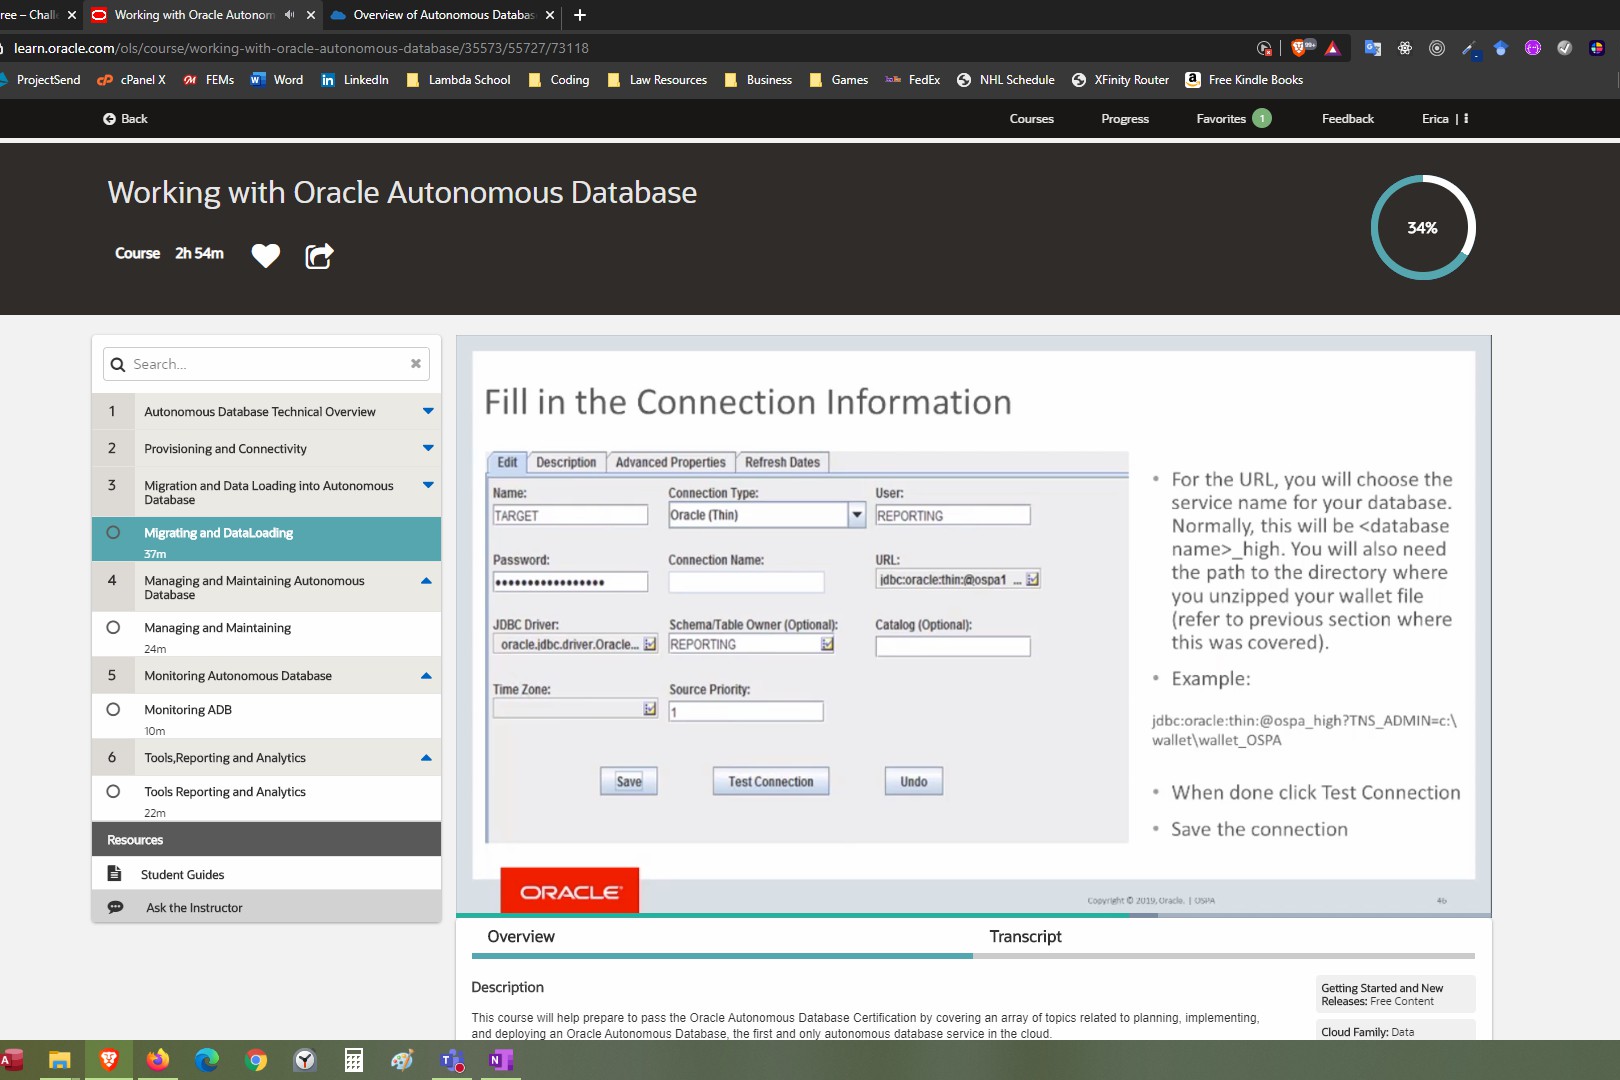 ree – Chall
Working with Oracle Autonom
Overview of Autonomous Databas
learn.oracle.com/ols/course/working-with-oracle-autonomous-database/35573/55727/73118
99+
ProjectSend
cPanel X
FEMs
Word
LinkedIn
Lambda School
Coding
Law Resources
Business
Games
FedEx
NHL Schedule
XFinity Router
Free Kindle Books
Back
Courses
Progress
Favorites 1
Feedback
Erica |
Working with Oracle Autonomous Database
Course 2h 54m
34%
Search...
1 Autonomous Database Technical Overview
2 Provisioning and Connectivity
3 Migration and Data Loading into Autonomous
Database
Migrating and DataLoading
37m
4 Managing and Maintaining Autonomous
Database
Managing and Maintaining
24m
5 Monitoring Autonomous Database
Monitoring ADB
10m
6 Tools,Reporting and Analytics
Tools Reporting and Analytics
22m
Resources
Student Guides
Ask the Instructor
Fill in the Connection Information
Edit Description Advanced Properties Refresh Dates
Name: Connection Type: User:
TARGET Oracle (Thin) REPORTING
Password: Connection Name: URL:
••••••••••••••••• jdbc:oracle:thin:@ospa1 ...
JDBC Driver: Schema/Table Owner (Optional): Catalog (Optional):
oracle.jdbc.driver.Oracle... REPORTING
Time Zone: Source Priority:
1
Save Test Connection Undo
• For the URL, you will choose the
service name for your database.
Normally, this will be <database
name>_high. You will also need
the path to the directory where
you unzipped your wallet file
(refer to previous section where
this was covered).
• Example:
jdbc:oracle:thin:@ospa_high?TNS_ADMIN=c:\
wallet\wallet_OSPA
• When done click Test Connection
• Save the connection
ORACLE
Copyright © 2019, Oracle. | OSPA
46
Overview
Transcript
Description
This course will help prepare to pass the Oracle Autonomous Database Certification by covering an array of topics related to planning, implementing,
and deploying an Oracle Autonomous Database, the first and only autonomous database service in the cloud.
Getting Started and New
Releases: Free Content
Cloud Family: Data